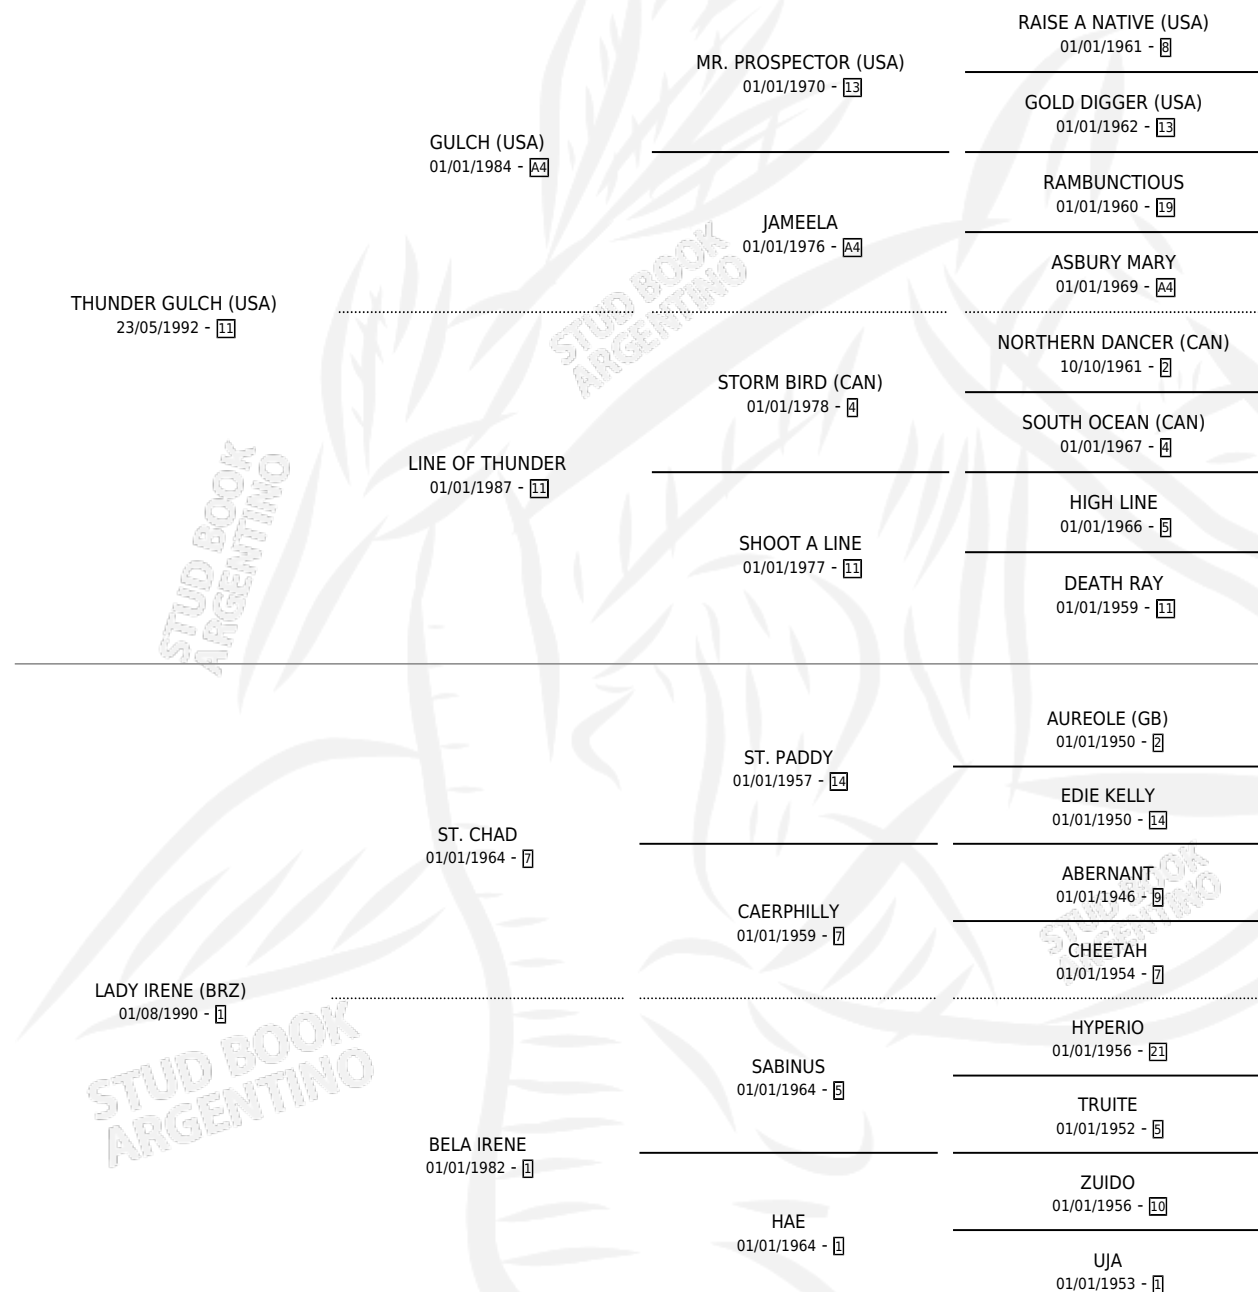 RAISE A NATIVE (USA)
01/01/1961 - 8
MR. PROSPECTOR (USA)
01/01/1970 - 13
GOLD DIGGER (USA)
01/01/1962 - 13
GULCH (USA)
01/01/1984 - A4
RAMBUNCTIOUS
01/01/1960 - 19
JAMEELA
01/01/1976 - A4
ASBURY MARY
01/01/1969 - A4
THUNDER GULCH (USA)
23/05/1992 - 11
STUD BOOK
ARGENTINO
NORTHERN DANCER (CAN)
10/10/1961 - 2
STORM BIRD (CAN)
01/01/1978 - 4
SOUTH OCEAN (CAN)
01/01/1967 - 4
LINE OF THUNDER
01/01/1987 - 11
HIGH LINE
01/01/1966 - 5
SHOOT A LINE
01/01/1977 - 11
DEATH RAY
01/01/1959 - 11
STUD BOOK
ARGENTINO
AUREOLE (GB)
01/01/1950 - 2
ST. PADDY
01/01/1957 - 14
EDIE KELLY
01/01/1950 - 14
ST. CHAD
01/01/1964 - 7
ABERNANT
01/01/1946 - 9
CAERPHILLY
01/01/1959 - 7
CHEETAH
01/01/1954 - 7
STUD BOOK
ARGENTINO
LADY IRENE (BRZ)
01/08/1990 - 1
HYPERIO
01/01/1956 - 21
SABINUS
01/01/1964 - 5
TRUITE
01/01/1952 - 5
STUD BOOK
ARGENTINO
BELA IRENE
01/01/1982 - 1
ZUIDO
01/01/1956 - 10
HAE
01/01/1964 - 1
UJA
01/01/1953 - 1